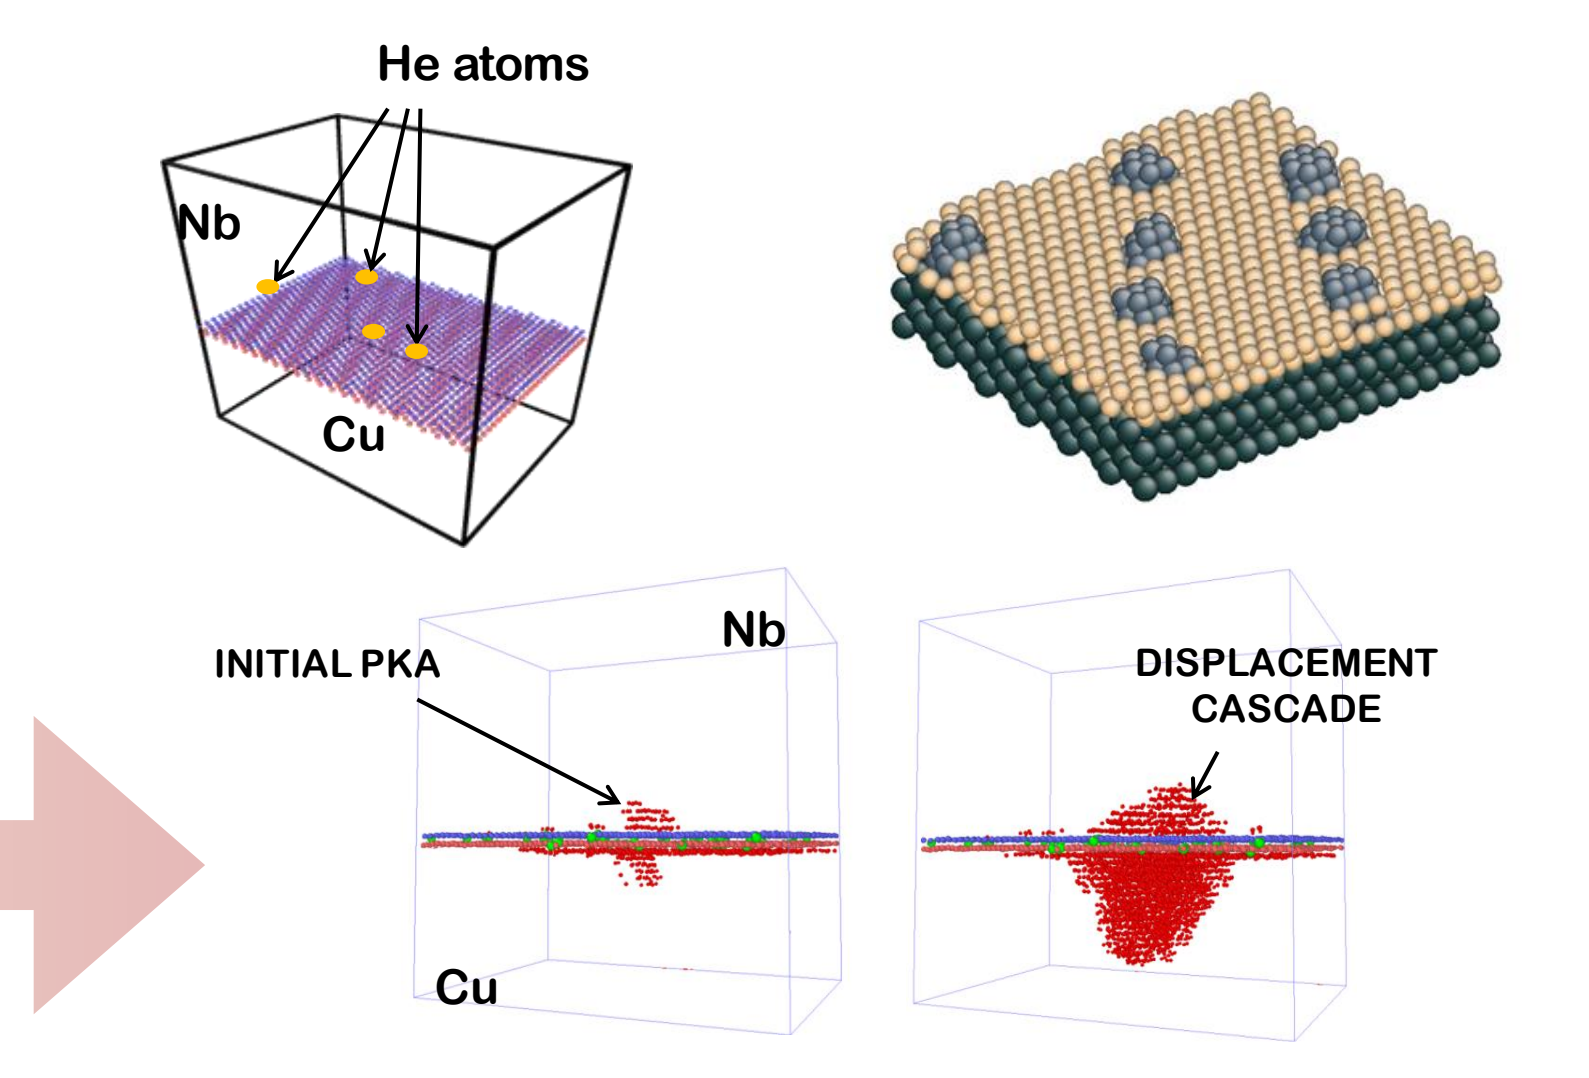 He atoms
Nb
Cu
Nb
INITIAL PKA
DISPLACEMENT
CASCADE
Cu